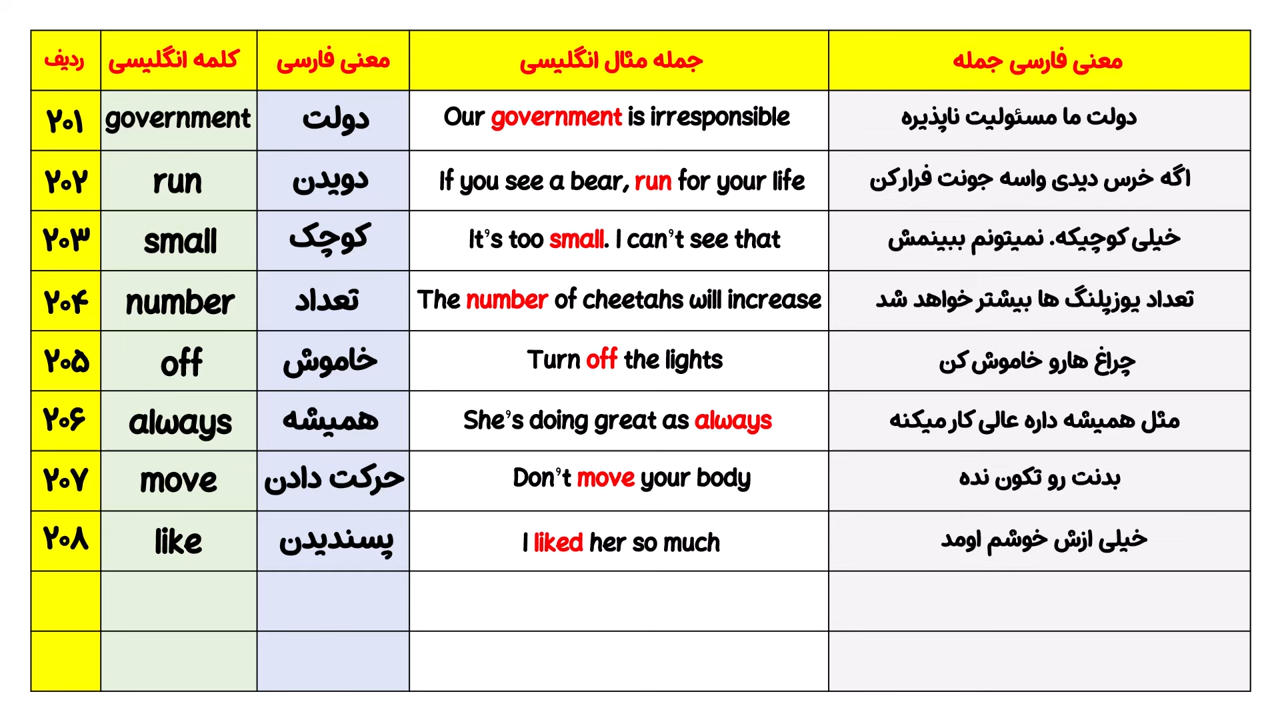 ردیف کلمه انگلیسی معنی فارسی جمله مثال انگلیسی معنی فارسی جمله
۲۰۱ government دولت Our government is irresponsible دولت ما مسئولیت ناپذیره
۲۰۲ run دویدن If you see a bear, run for your life اگه خرس دیدی واسه جونت فرارکن
۲۰۳ small کوچک It's too small. I can't see that خیلی کوچیکه. نمیتونم ببینمش
۲۰۴ number تعداد The number of cheetahs will increase تعداد یوزپلنگ ها بیشتر خواهد شد
۲۰۵ off خاموش Turn off the lights چراغ هارو خاموش کن
۲۰۶ always همیشه She's doing great as always مثل همیشه داره عالی کار میکنه
۲۰۷ move حرکت دادن Don't move your body بدنت رو تکون نده
۲۰۸ like پسندیدن I liked her so much خیلی ازش خوشم اومد